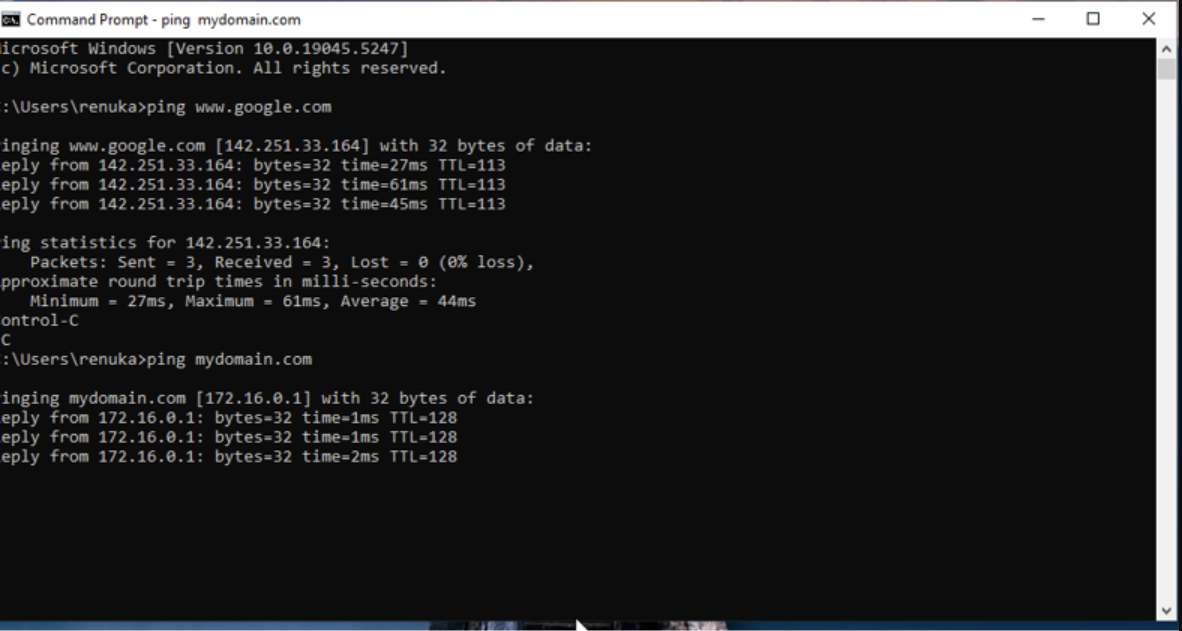 Command Prompt - ping mydomain.com
icrosoft Windows [Version 10.0.19045.5247]
c) Microsoft Corporation. All rights reserved.
:\Users\renuka>ping www.google.com
inging www.google.com [142.251.33.164] with 32 bytes of data:
eply from 142.251.33.164: bytes=32 time=27ms TTL=113
eply from 142.251.33.164: bytes=32 time=61ms TTL=113
eply from 142.251.33.164: bytes=32 time=45ms TTL=113
ing statistics for 142.251.33.164:
Packets: Sent = 3, Received = 3, Lost = 0 (0% loss),
pproximate round trip times in milli-seconds:
Minimum = 27ms, Maximum = 61ms, Average = 44ms
ontrol-C
C
:\Users\renuka>ping mydomain.com
inging mydomain.com [172.16.0.1] with 32 bytes of data:
eply from 172.16.0.1: bytes=32 time=1ms TTL=128
eply from 172.16.0.1: bytes=32 time=1ms TTL=128
eply from 172.16.0.1: bytes=32 time=2ms TTL=128